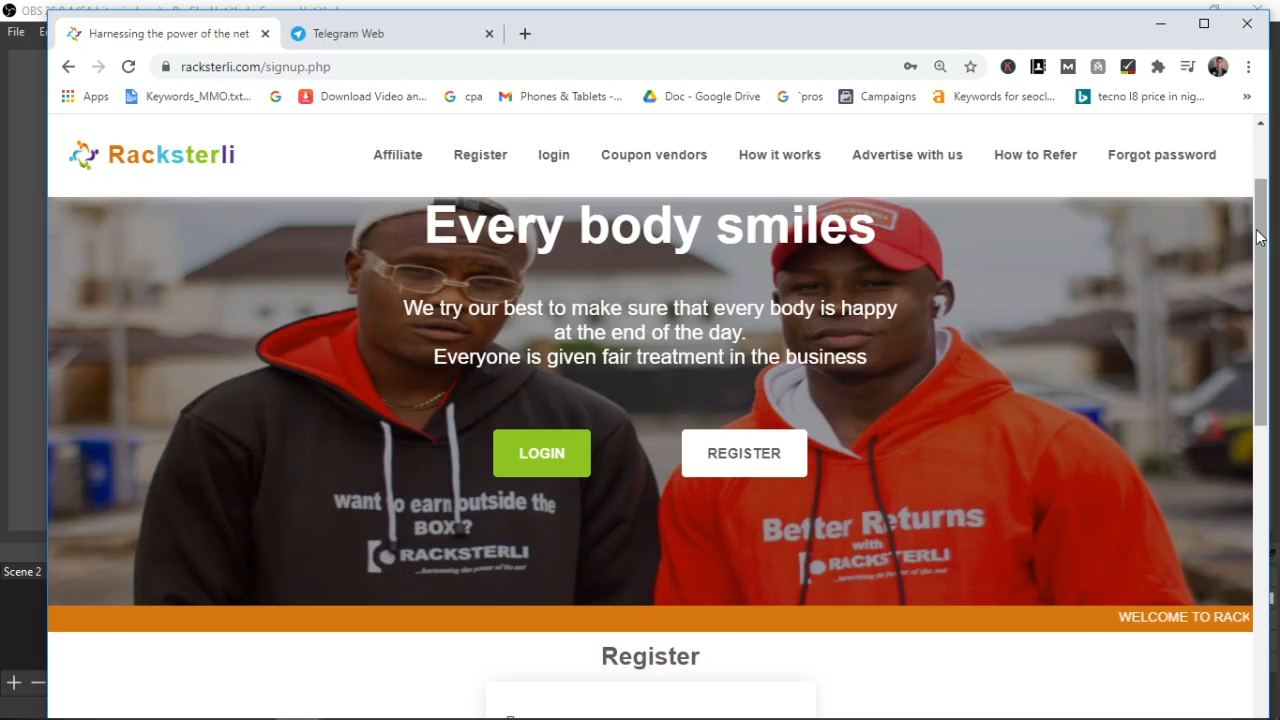 OBS
File
Harnessing the power of the net
Telegram Web
racksterli.com/signup.php
Apps
Keywords_MMO.txt...
Download Video an...
cpa
Phones & Tablets -...
Doc - Google Drive
`pros
Campaigns
Keywords for seocl...
tecno l8 price in nig...
»
Racksterli
Affiliate
Register
login
Coupon vendors
How it works
Advertise with us
How to Refer
Forgot password
Every body smiles
We try our best to make sure that every body is happy
at the end of the day.
Everyone is given fair treatment in the business
LOGIN
REGISTER
want to earn outside the
BOX ?
RACKSTERLI
...harnessing the power of the net
Better Returns
with
RACKSTERLI
WELCOME TO RACK
Scene 2
Register